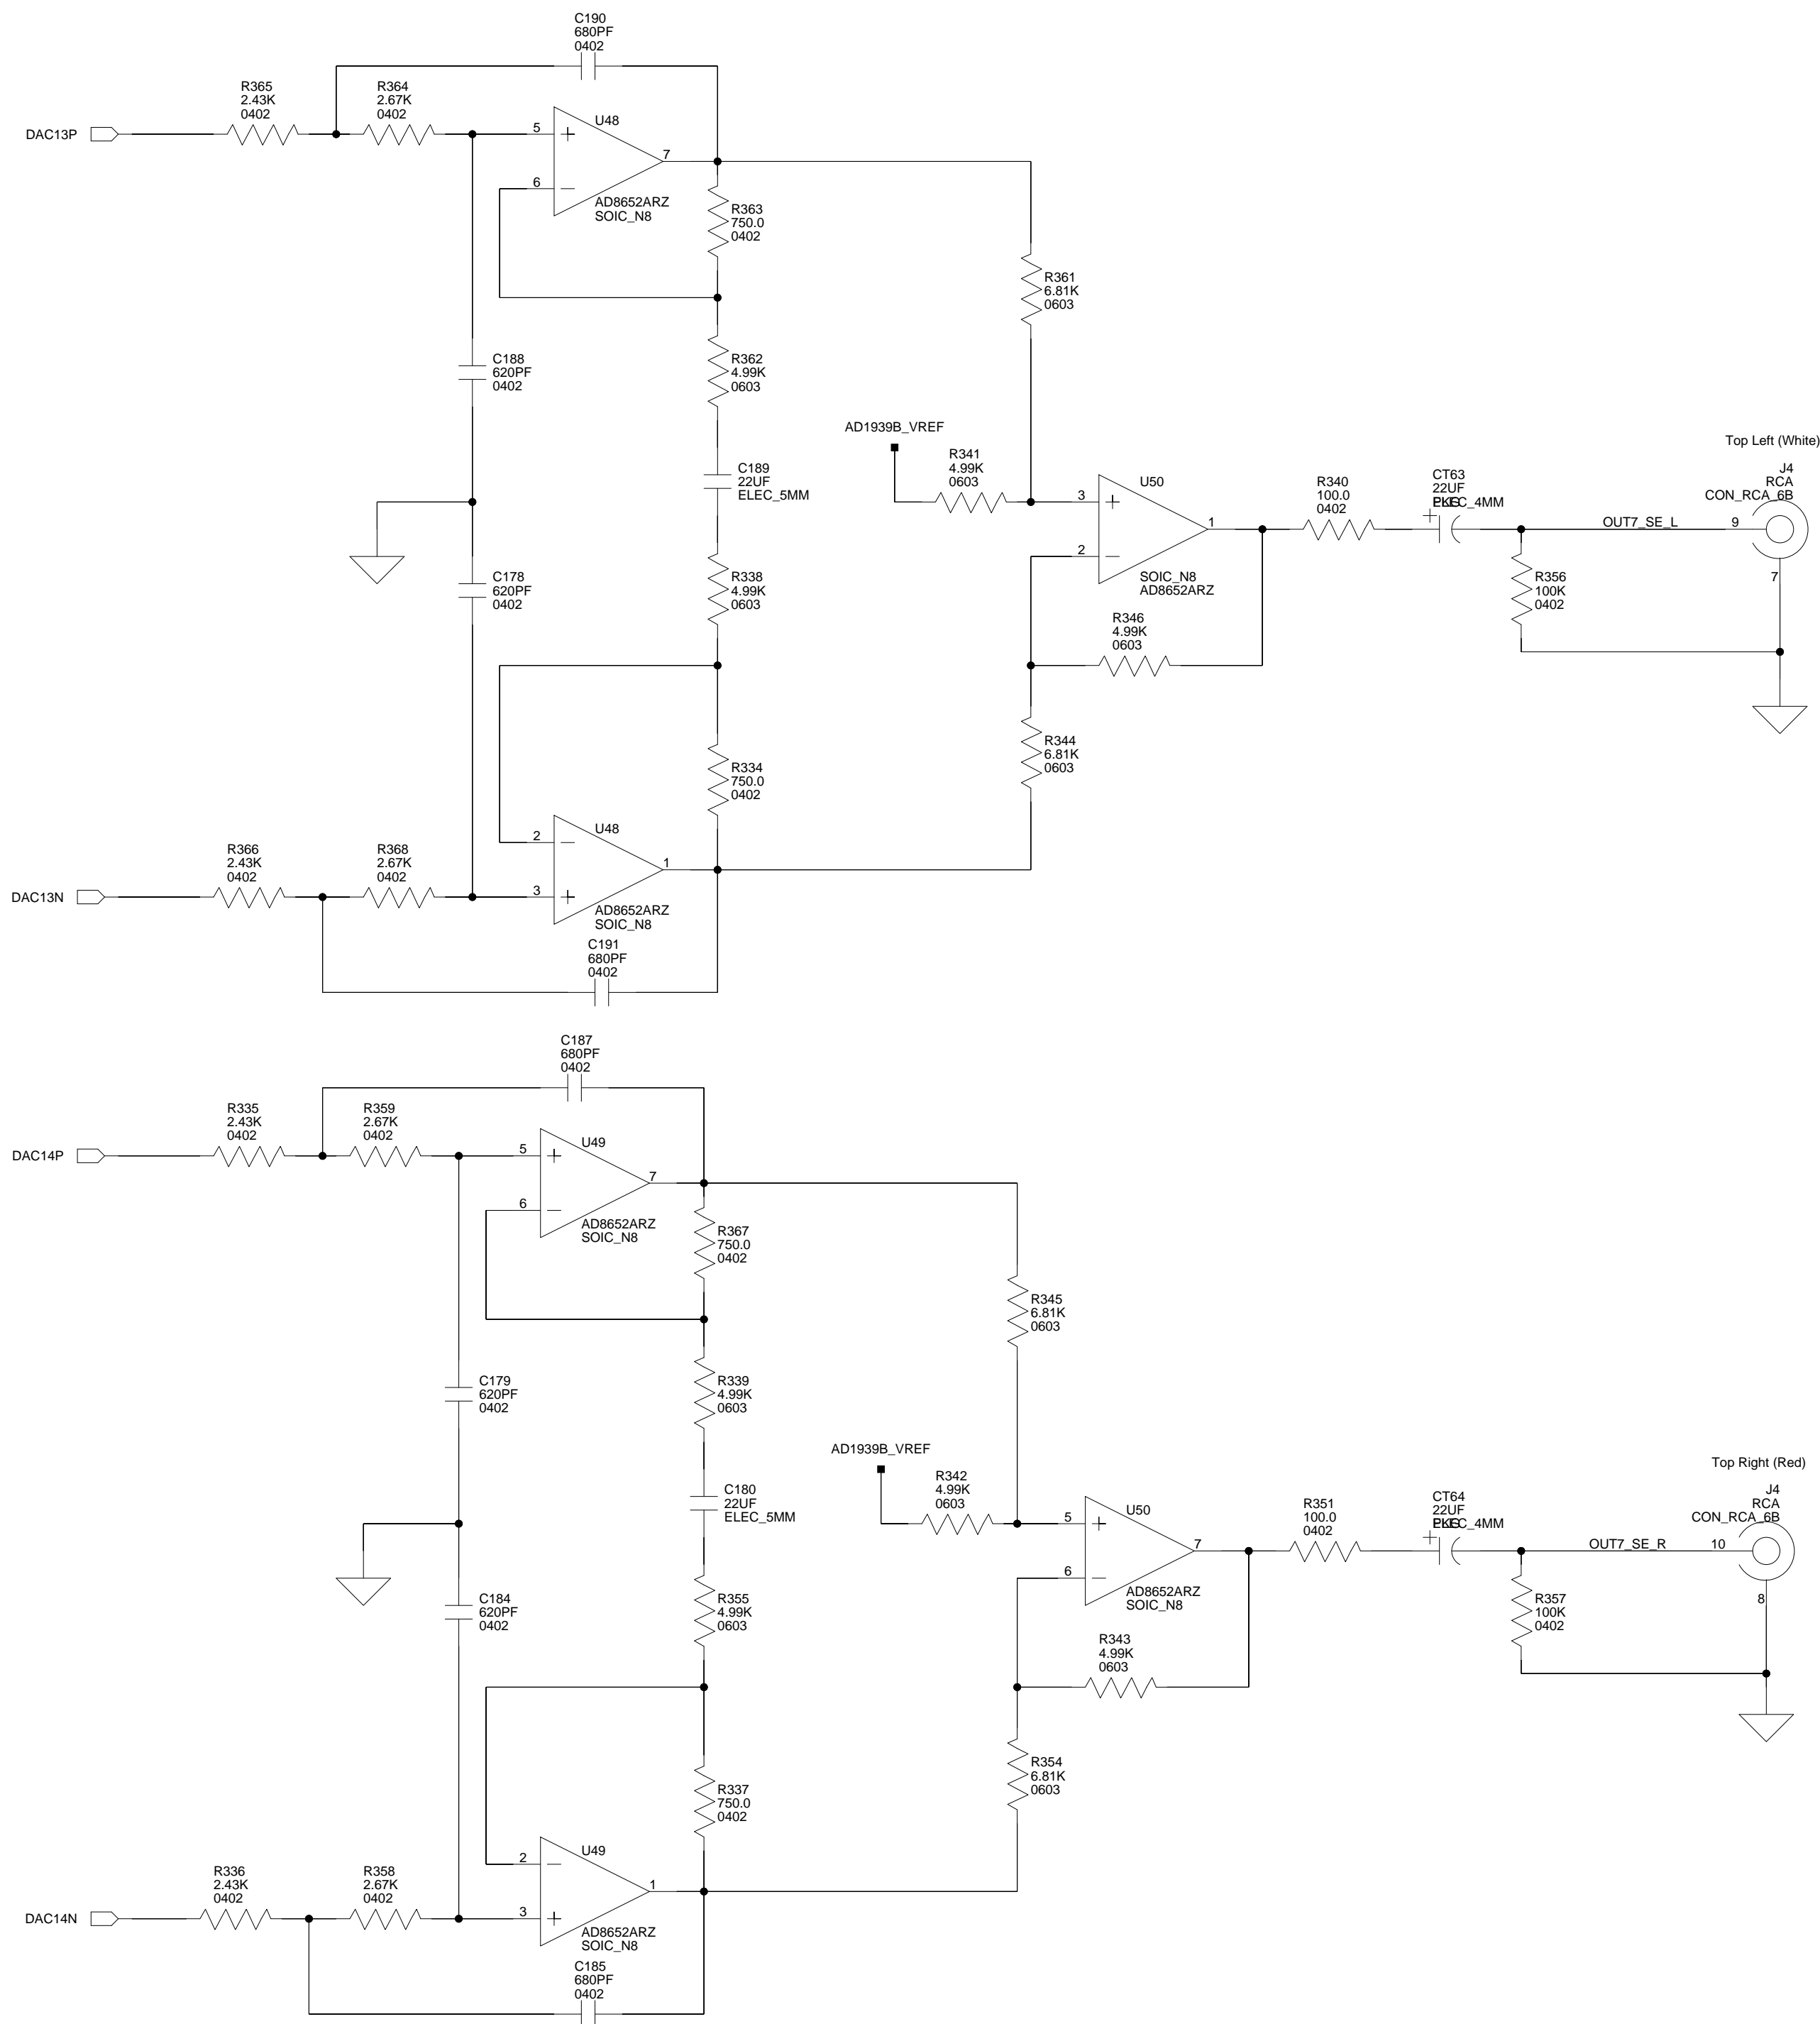 C190
680PF
0402
R365
2.43K
0402
R364
2.67K
0402
DAC13P
5
U48
7
6
AD8652ARZ
SOIC_N8
R363
750.0
0402
R361
6.81K
0603
C188
620PF
0402
R362
4.99K
0603
AD1939B_VREF
R341
4.99K
0603
C189
22UF
ELEC_5MM
3
U50
1
2
SOIC_N8
AD8652ARZ
R340
100.0
0402
CT63
22UF
ELEC_4MM
Top Left (White)
J4
RCA
CON_RCA_6B
OUT7_SE_L
9
7
R356
100K
0402
C178
620PF
0402
R338
4.99K
0603
R346
4.99K
0603
R344
6.81K
0603
R334
750.0
0402
R366
2.43K
0402
R368
2.67K
0402
DAC13N
2
U48
1
3
AD8652ARZ
SOIC_N8
C191
680PF
0402
C187
680PF
0402
R335
2.43K
0402
R359
2.67K
0402
DAC14P
5
U49
7
6
AD8652ARZ
SOIC_N8
R367
750.0
0402
R345
6.81K
0603
C179
620PF
0402
R339
4.99K
0603
AD1939B_VREF
R342
4.99K
0603
C180
22UF
ELEC_5MM
5
U50
7
6
AD8652ARZ
SOIC_N8
R351
100.0
0402
CT64
22UF
ELEC_4MM
Top Right (Red)
J4
RCA
CON_RCA_6B
OUT7_SE_R
10
8
R357
100K
0402
C184
620PF
0402
R355
4.99K
0603
R343
4.99K
0603
R354
6.81K
0603
R337
750.0
0402
R336
2.43K
0402
R358
2.67K
0402
DAC14N
2
U49
1
3
AD8652ARZ
SOIC_N8
C185
680PF
0402